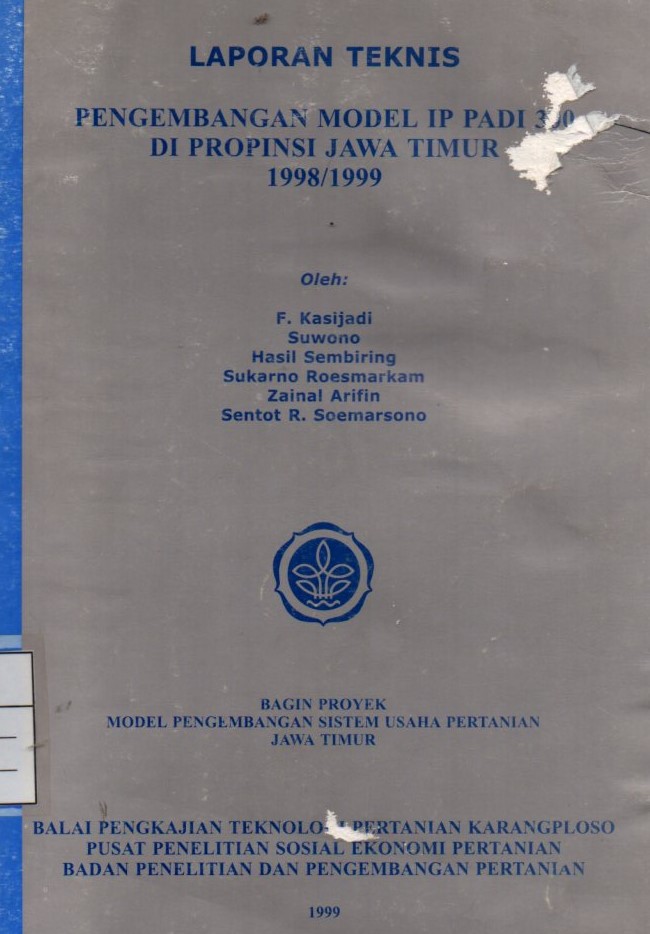 LAPORAN TEKNIS
PENGEMBANGAN MODEL IP PADI 300
DI PROPINSI JAWA TIMUR
1998/1999
Oleh:
F. Kasijadi
Suwono
Hasil Sembiring
Sukarno Roesmarkam
Zainal Arifin
Sentot R. Soemarsono
BAGIN PROYEK
MODEL PENGEMBANGAN SISTEM USAHA PERTANIAN
JAWA TIMUR
BALAI PENGKAJIAN TEKNOLOGI PERTANIAN KARANGPLOSO
PUSAT PENELITIAN SOSIAL EKONOMI PERTANIAN
BADAN PENELITIAN DAN PENGEMBANGAN PERTANIAN
1999